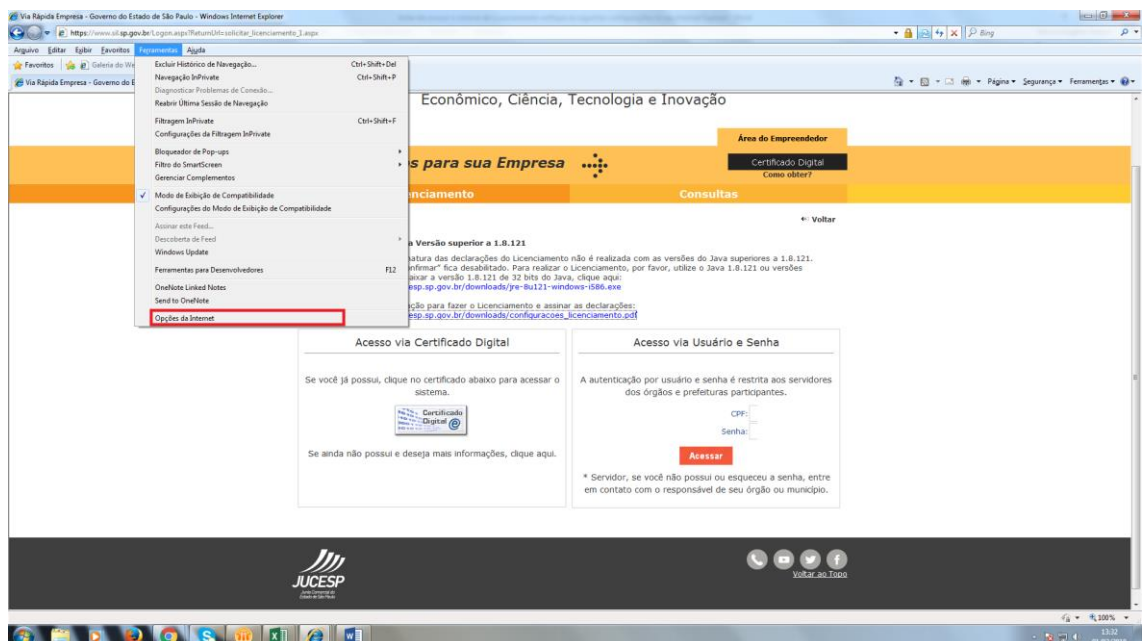 Via Rápida Empresa - Governo do Estado de São Paulo - Windows Internet Explorer
https://www.sil.sp.gov.br/Logon.aspx?ReturnUrl=solicitar_licenciamento_1.aspx
Bing
Arquivo Editar Exibir Favoritos Ferramentas Ajuda
Favoritos Galeria do We
Via Rápida Empresa - Governo do E
Página Segurança Ferramentas
Excluir Histórico de Navegação... Ctrl+Shift+Del
Navegação InPrivate Ctrl+Shift+P
Diagnosticar Problemas de Conexão...
Reabrir Última Sessão de Navegação
Filtragem InPrivate Ctrl+Shift+F
Configurações da Filtragem InPrivate
Bloqueador de Pop-ups
Filtro do SmartScreen
Gerenciar Complementos
Modo de Exibição de Compatibilidade
Configurações do Modo de Exibição de Compatibilidade
Assinar este Feed...
Descoberta de Feed
Windows Update
Ferramentas para Desenvolvedores F12
OneNote Linked Notes
Send to OneNote
Opções da Internet
Econômico, Ciência, Tecnologia e Inovação
Área do Empreendedor
s para sua Empresa
Certificado Digital
Como obter?
enciamento Consultas
Voltar
a Versão superior a 1.8.121
natura das declarações do Licenciamento não é realizada com as versões do Java superiores a 1.8.121.
onfirmar" fica desabilitado. Para realizar o Licenciamento, por favor, utilize o Java 1.8.121 ou versões
aixar a versão 1.8.121 de 32 bits do Java, clique aqui:
esp.sp.gov.br/downloads/jre-8u121-windows-i586.exe
ção para fazer o Licenciamento e assinar as declarações:
esp.sp.gov.br/downloads/configuracoes_licenciamento.pdf
Acesso via Certificado Digital
Se você já possui, clique no certificado abaixo para acessar o
sistema.
Certificado
Digital
Se ainda não possui e deseja mais informações, clique aqui.
Acesso via Usuário e Senha
A autenticação por usuário e senha é restrita aos servidores
dos órgãos e prefeituras participantes.
CPF:
Senha:
Acessar
* Servidor, se você não possui ou esqueceu a senha, entre
em contato com o responsável de seu órgão ou município.
JUCESP
Junta Comercial do
Estado de São Paulo
Voltar ao Topo
100%
13:32